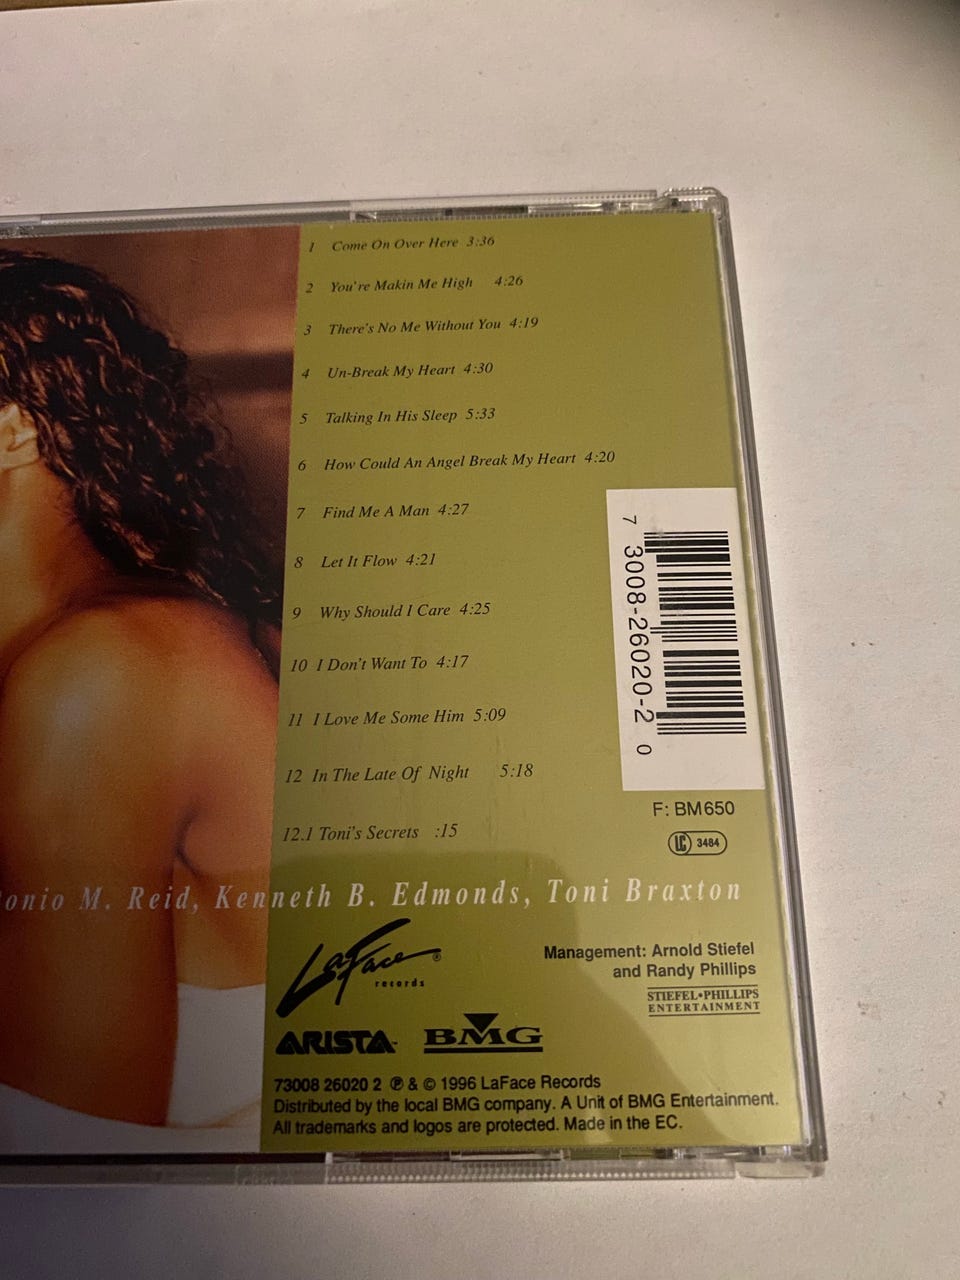 1 Come On Over Here 3:36
2 You're Makin Me High 4:26
3 There's No Me Without You 4:19
4 Un-Break My Heart 4:30
5 Talking In His Sleep 5:33
6 How Could An Angel Break My Heart 4:20
7 Find Me A Man 4:27
8 Let It Flow 4:21
9 Why Should I Care 4:25
10 I Don't Want To 4:17
11 I Love Me Some Him 5:09
12 In The Late Of Night 5:18
12.1 Toni's Secrets :15
7 3008-26020-2 0
F: BM650
LC 3484
onio M. Reid, Kenneth B. Edmonds, Toni Braxton
LaFace®
records
Management: Arnold Stiefel
and Randy Phillips
STIEFEL•PHILLIPS
ENTERTAINMENT
ARISTA
BMG
73008 26020 2 ℗ & © 1996 LaFace Records
Distributed by the local BMG company. A Unit of BMG Entertainment.
All trademarks and logos are protected. Made in the EC.